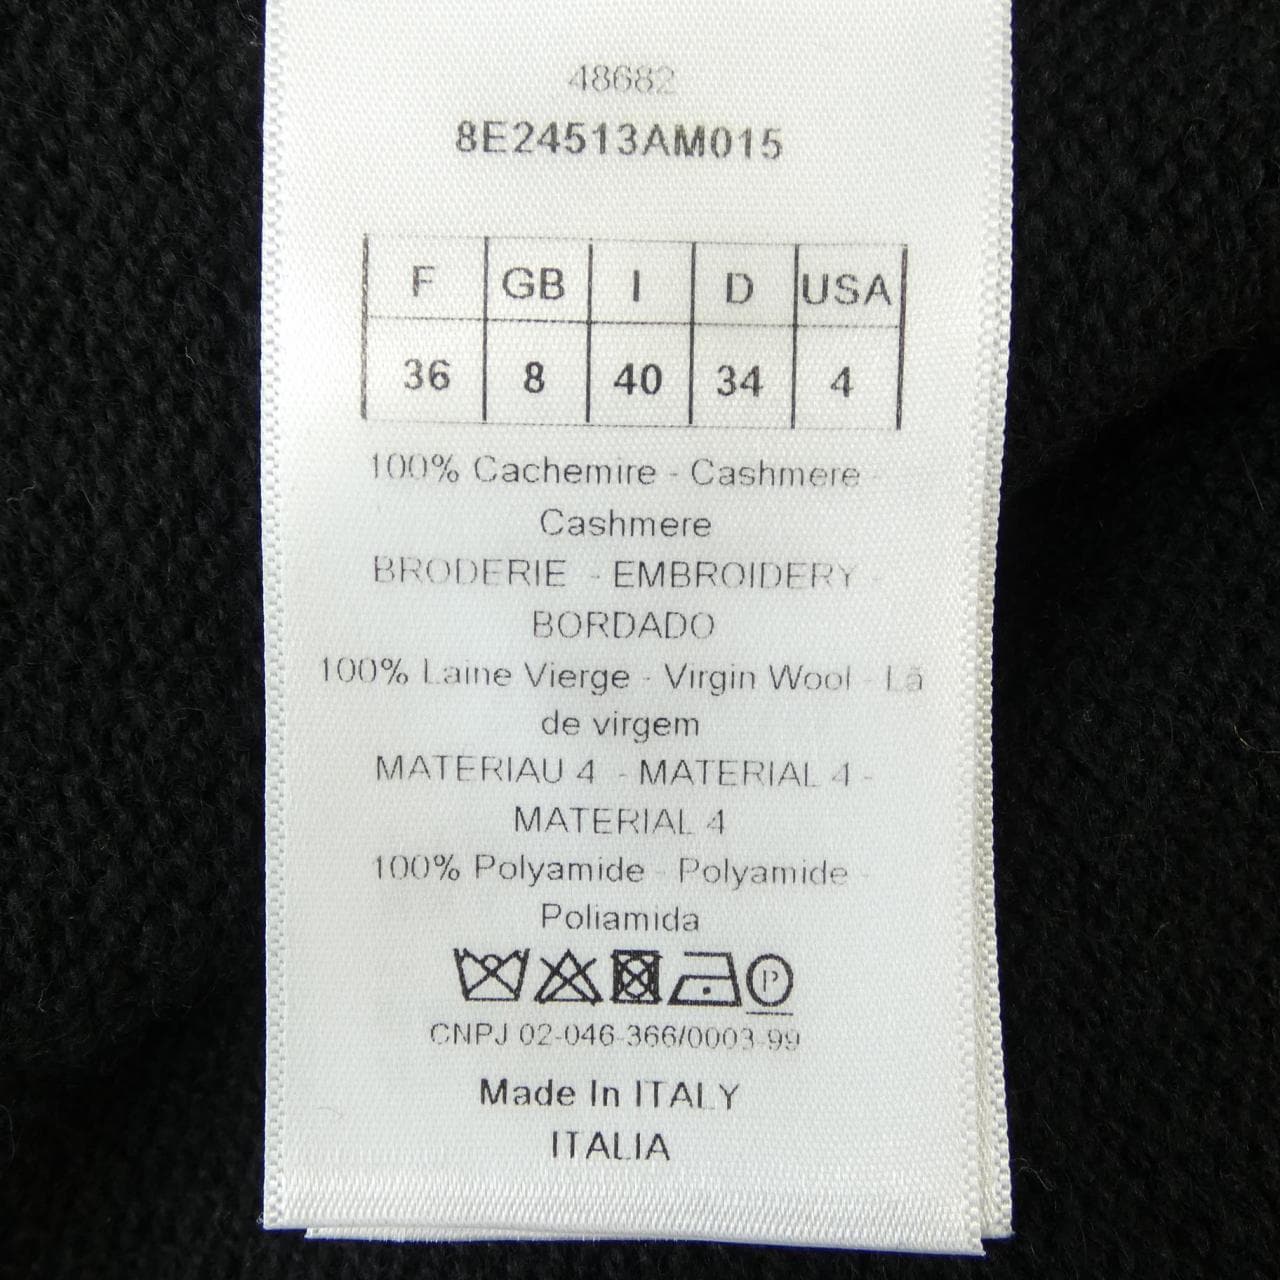 48682
8E24513AM015
F GB I D USA
36 8 40 34 4
100% Cachemire - Cashmere -
Cashmere
BRODERIE - EMBROIDERY -
BORDADO
100% Laine Vierge - Virgin Wool - Lã
de virgem
MATERIAU 4 - MATERIAL 4 -
MATERIAL 4
100% Polyamide - Polyamide -
Poliamida
P
CNPJ 02-046-366/0003-99
Made In ITALY
ITALIA